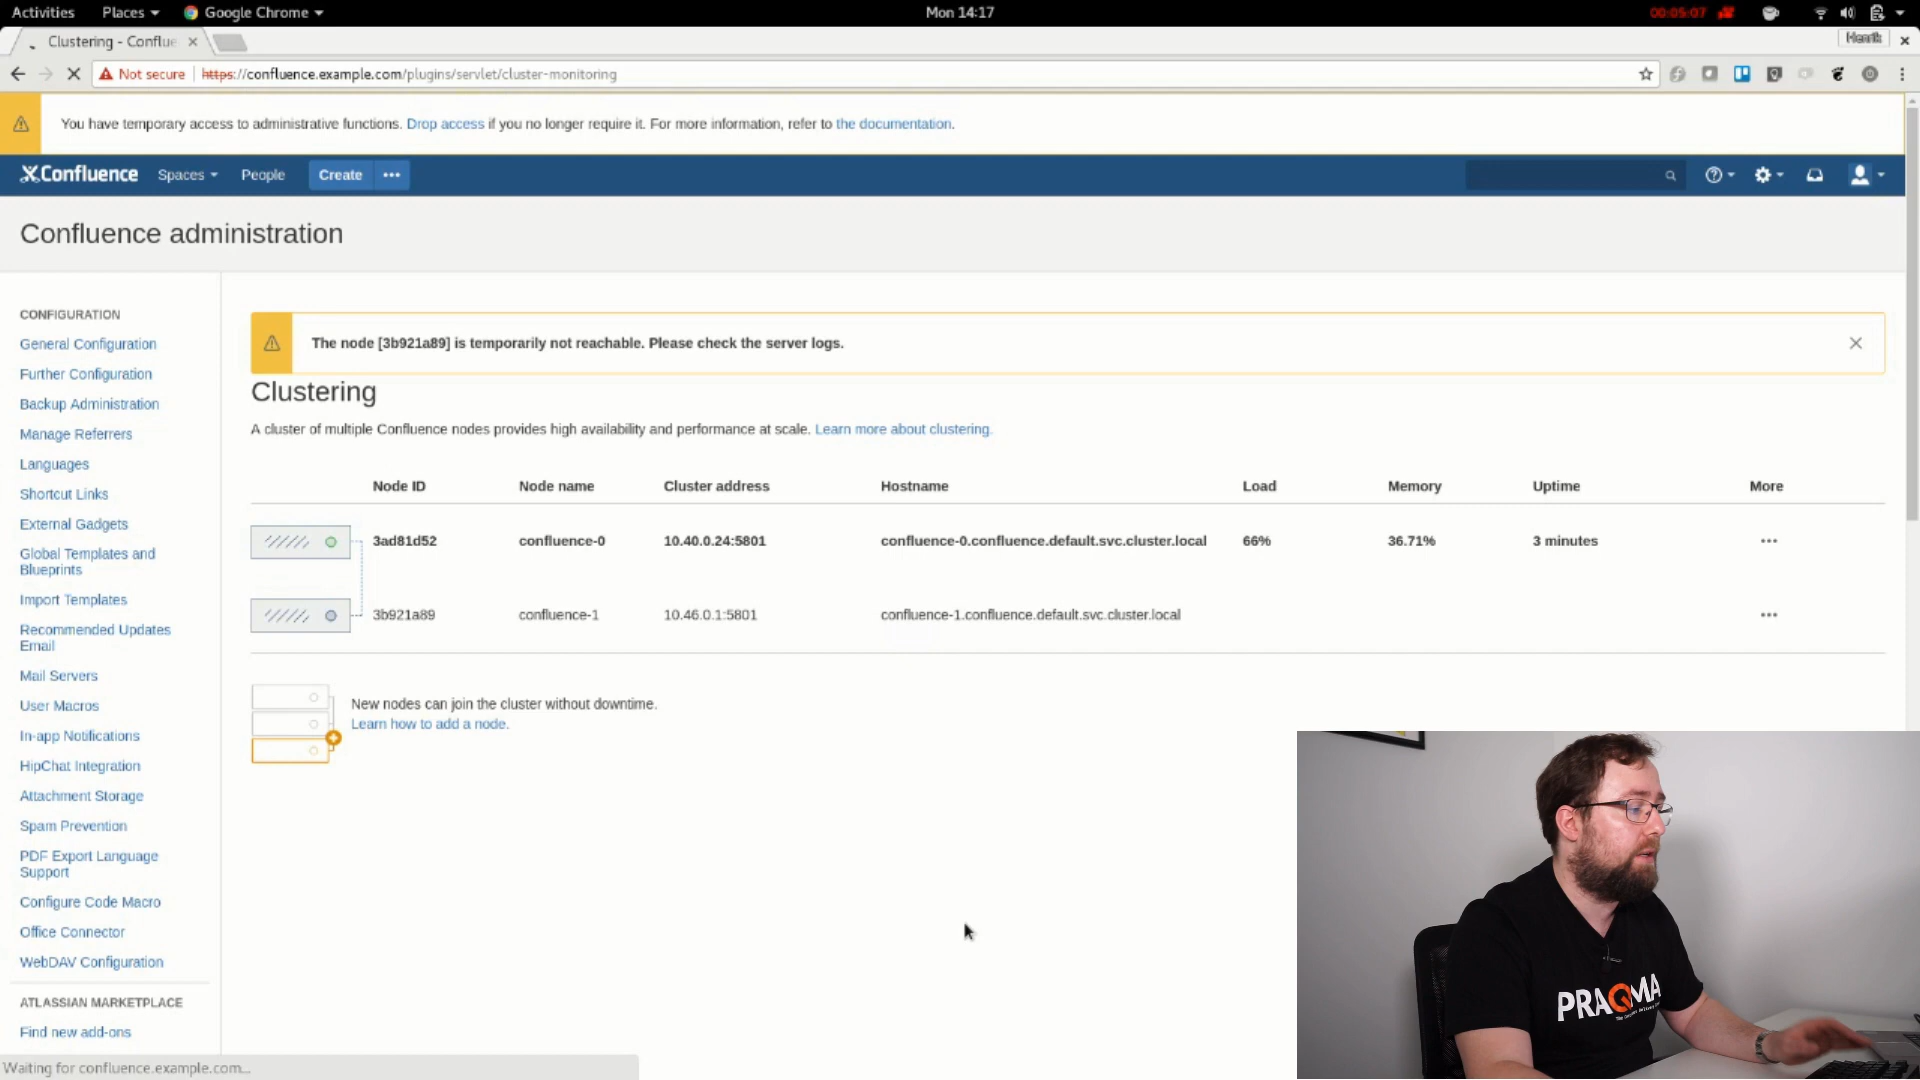 Activities Places Google Chrome Mon 14:17 00:05:07
Clustering - Conflue Henrik
Not secure https://confluence.example.com/plugins/servlet/cluster-monitoring
You have temporary access to administrative functions. Drop access if you no longer require it. For more information, refer to the documentation.
Confluence Spaces People Create
Confluence administration
CONFIGURATION
General Configuration
Further Configuration
Backup Administration
Manage Referrers
Languages
Shortcut Links
External Gadgets
Global Templates and
Blueprints
Import Templates
Recommended Updates
Email
Mail Servers
User Macros
In-app Notifications
HipChat Integration
Attachment Storage
Spam Prevention
PDF Export Language
Support
Configure Code Macro
Office Connector
WebDAV Configuration
ATLASSIAN MARKETPLACE
Find new add-ons
The node [3b921a89] is temporarily not reachable. Please check the server logs.
Clustering
A cluster of multiple Confluence nodes provides high availability and performance at scale. Learn more about clustering.
Node ID Node name Cluster address Hostname Load Memory Uptime More
3ad81d52 confluence-0 10.40.0.24:5801 confluence-0.confluence.default.svc.cluster.local 66% 36.71% 3 minutes
3b921a89 confluence-1 10.46.0.1:5801 confluence-1.confluence.default.svc.cluster.local
New nodes can join the cluster without downtime.
Learn how to add a node.
PRAQMA
Waiting for confluence.example.com...